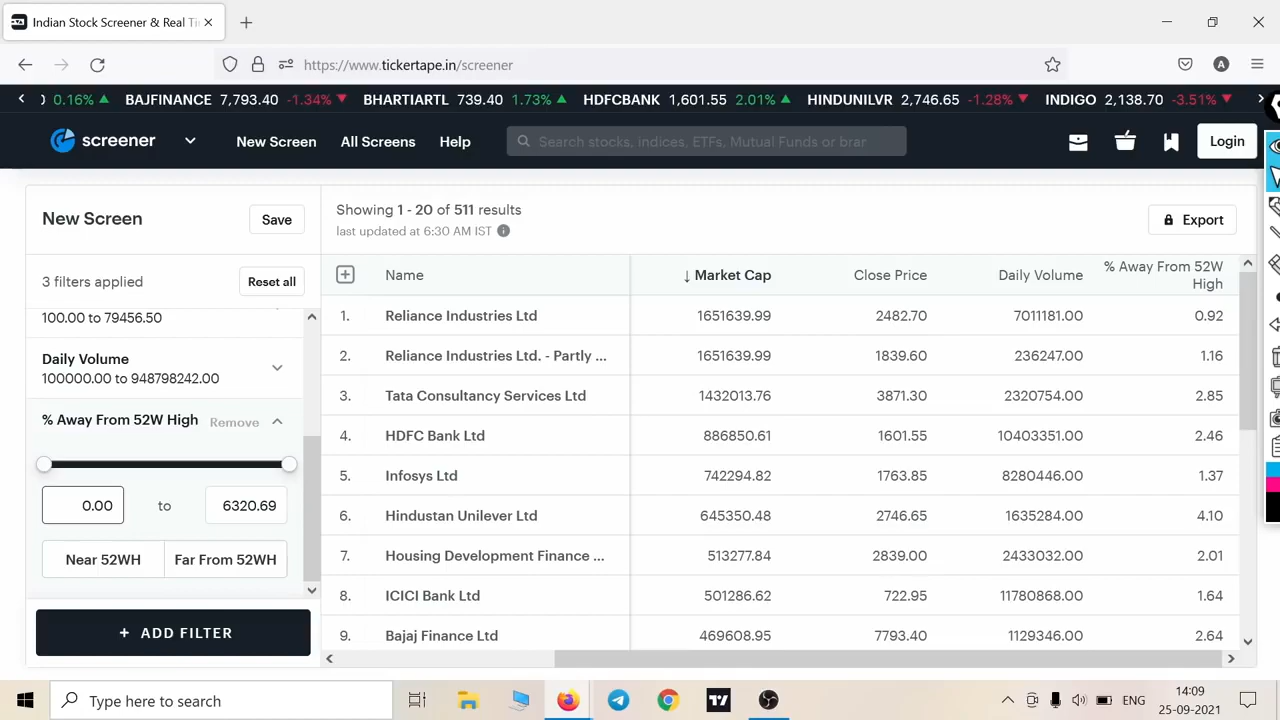 Indian Stock Screener & Real Ti
https://www.tickertape.in/screener
0.16% BAJFINANCE 7,793.40 -1.34% BHARTIARTL 739.40 1.73% HDFCBANK 1,601.55 2.01% HINDUNILVR 2,746.65 -1.28% INDIGO 2,138.70 -3.51%
screener New Screen All Screens Help Search stocks, indices, ETFs, Mutual Funds or brar Login
New Screen Save
Showing 1 - 20 of 511 results
last updated at 6:30 AM IST
Export
3 filters applied Reset all
100.00 to 79456.50
Daily Volume
100000.00 to 948798242.00
% Away From 52W High Remove
0.00 to 6320.69
Near 52WH Far From 52WH
+ ADD FILTER
Name ↓ Market Cap Close Price Daily Volume % Away From 52W
High
1. Reliance Industries Ltd 1651639.99 2482.70 7011181.00 0.92
2. Reliance Industries Ltd. - Partly ... 1651639.99 1839.60 236247.00 1.16
3. Tata Consultancy Services Ltd 1432013.76 3871.30 2320754.00 2.85
4. HDFC Bank Ltd 886850.61 1601.55 10403351.00 2.46
5. Infosys Ltd 742294.82 1763.85 8280446.00 1.37
6. Hindustan Unilever Ltd 645350.48 2746.65 1635284.00 4.10
7. Housing Development Finance ... 513277.84 2839.00 2433032.00 2.01
8. ICICI Bank Ltd 501286.62 722.95 11780868.00 1.64
9. Bajaj Finance Ltd 469608.95 7793.40 1129346.00 2.64
Type here to search
ENG
14:09
25-09-2021